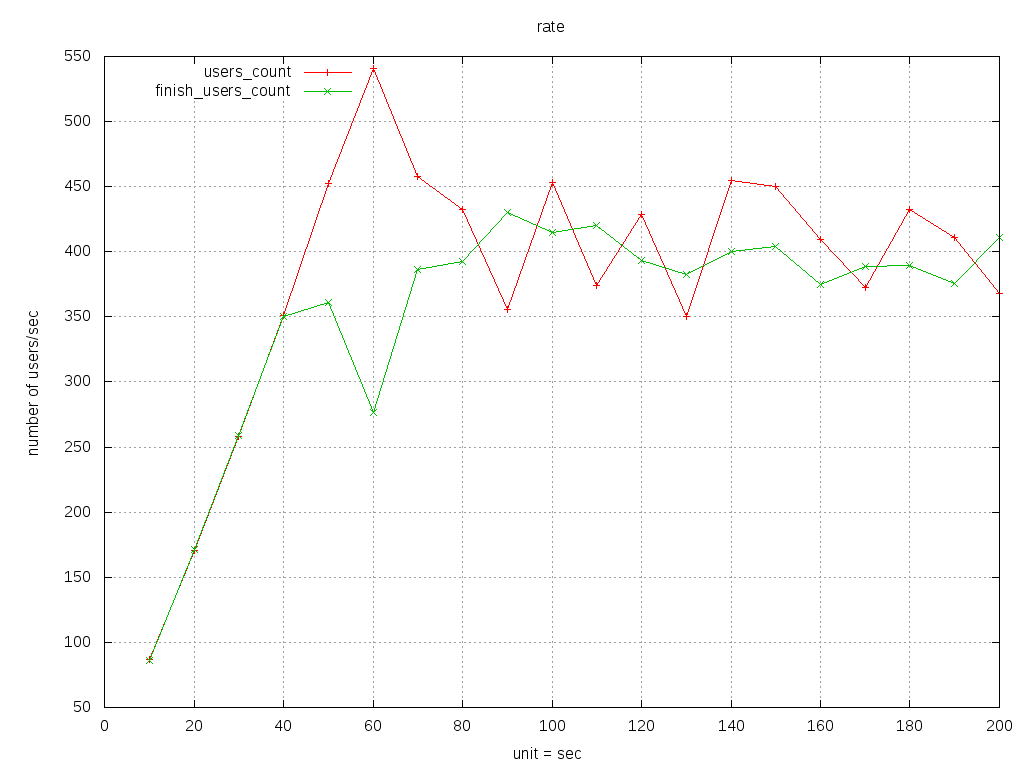 rate
users_count
finish_users_count
550
500
450
400
350
300
250
200
150
100
50
number of users/sec
0 20 40 60 80 100 120 140 160 180 200
unit = sec